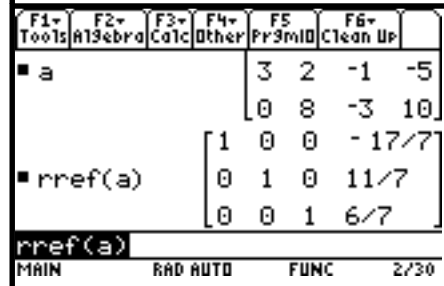 F1▾ F2▾ F3▾ F4▾ F5 F6▾
Tools Algebra Calc Other PrgmIO Clean Up
▪ a
3 2 -1 -5
0 8 -3 10
▪ rref(a)
1 0 0 -17/7
0 1 0 11/7
0 0 1 6/7
rref(a)
MAIN RAD AUTO FUNC 2/30